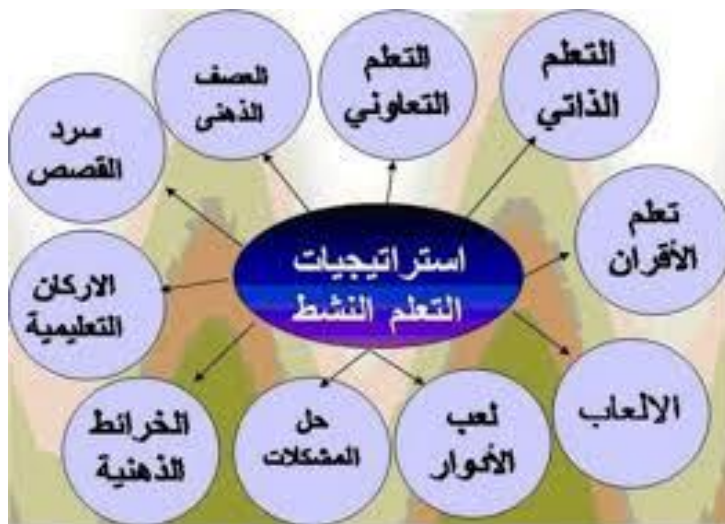 استراتيجيات
التعلم النشط
التعلم
الذاتي
التعلم
التعاوني
العصف
الذهنى
سرد
القصص
الاركان
التعليمية
الخرائط
الذهنية
حل
المشكلات
لعب
الأدوار
الالعاب
تعلم
الأقران